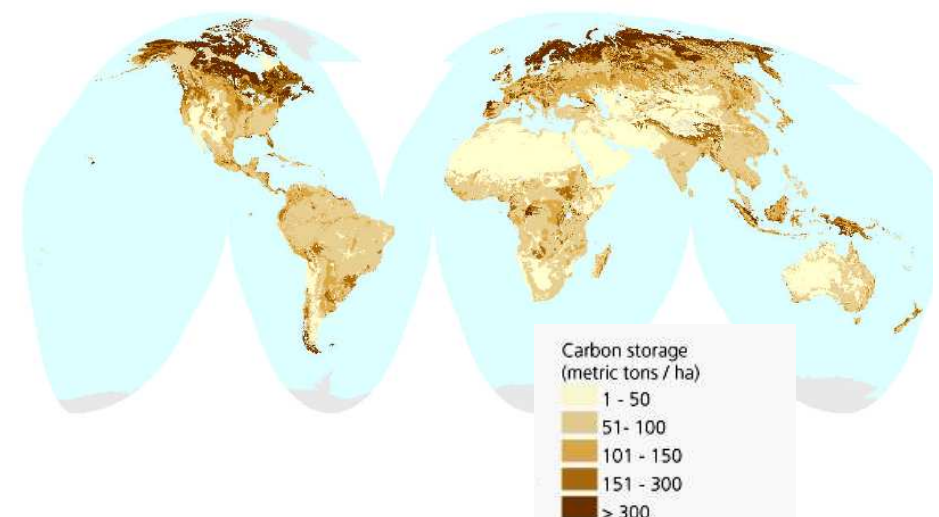 Carbon storage
(metric tons / ha)
1 - 50
51- 100
101 - 150
151 - 300
> 300